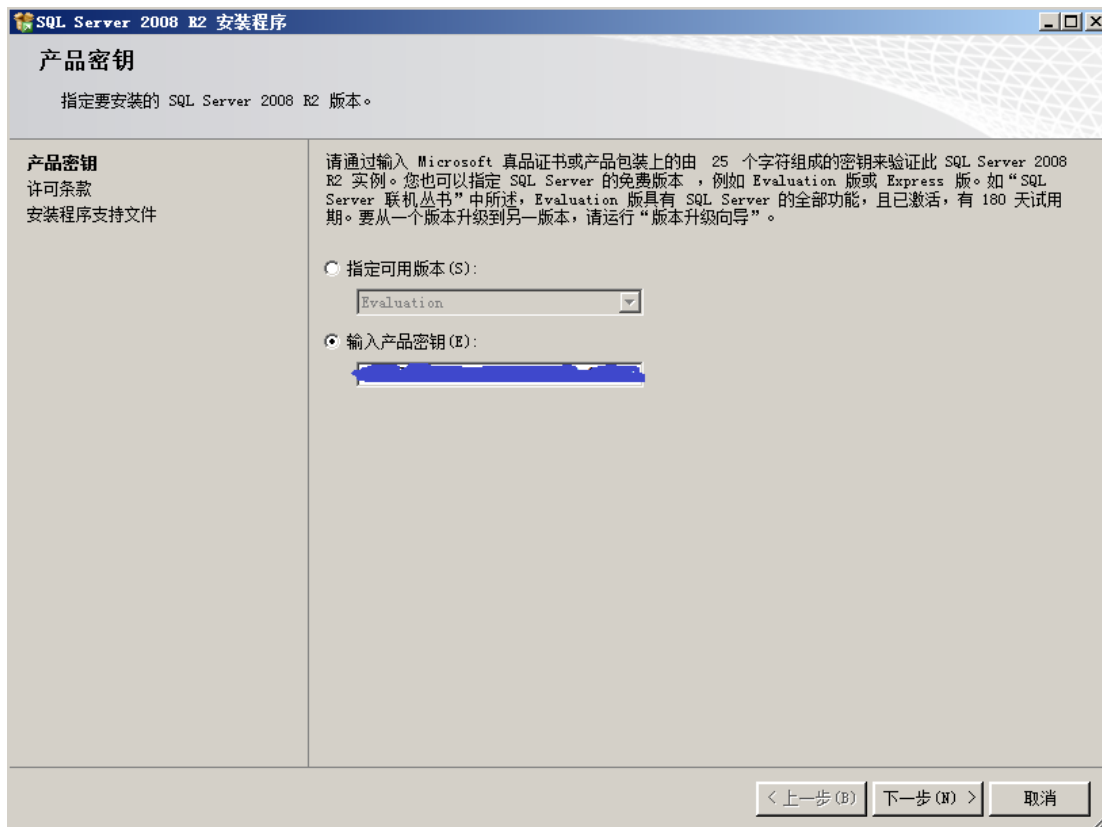 SQL Server 2008 R2 安装程序
产品密钥
指定要安装的 SQL Server 2008 R2 版本。
产品密钥
许可条款
安装程序支持文件
请通过输入 Microsoft 真品证书或产品包装上的由 25 个字符组成的密钥来验证此 SQL Server 2008
R2 实例。您也可以指定 SQL Server 的免费版本 ，例如 Evaluation 版或 Express 版。如“SQL
Server 联机丛书”中所述，Evaluation 版具有 SQL Server 的全部功能，且已激活，有 180 天试用
期。要从一个版本升级到另一版本，请运行“版本升级向导”。
指定可用版本(S):
Evaluation
输入产品密钥(E):
< 上一步(B)
下一步(N) >
取消